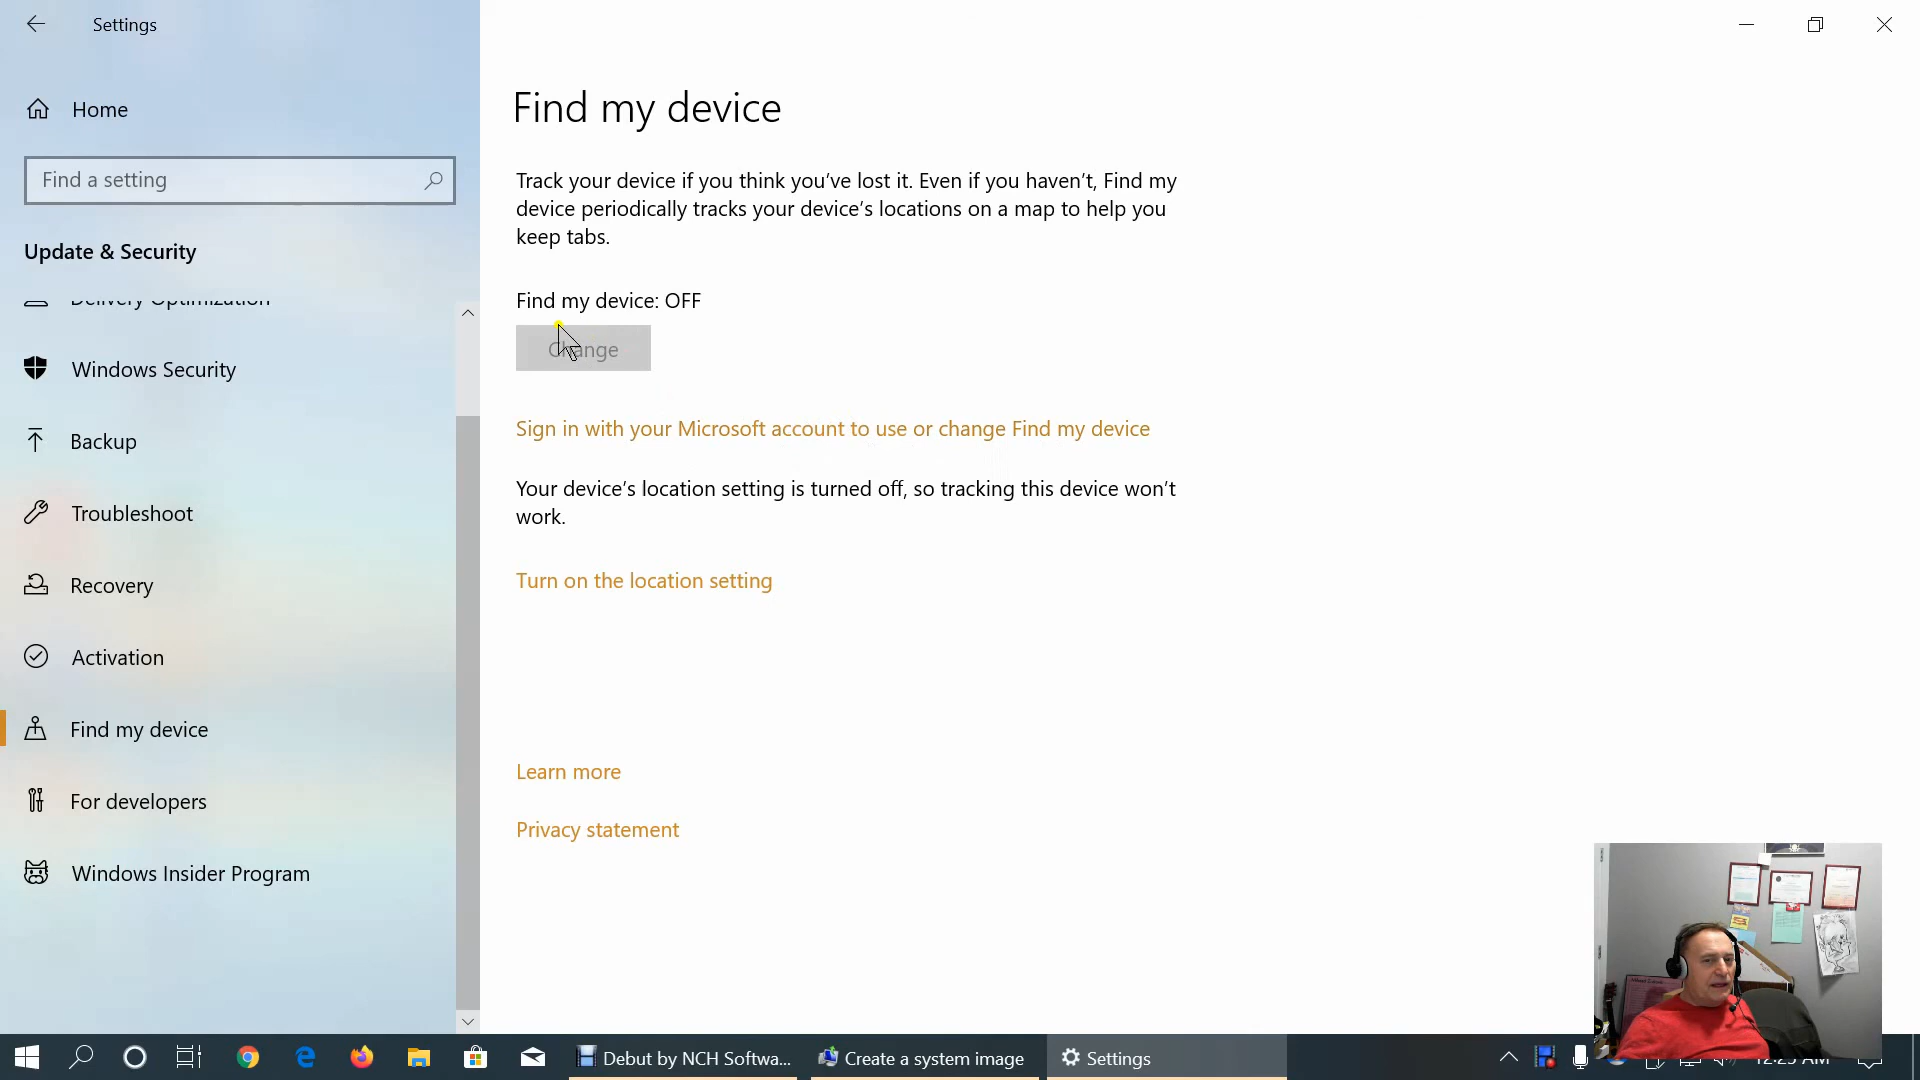 Settings
Home
Find a setting
Update & Security
Delivery Optimization
Windows Security
Backup
Troubleshoot
Recovery
Activation
Find my device
For developers
Windows Insider Program
Find my device
Track your device if you think you've lost it. Even if you haven't, Find my
device periodically tracks your device's locations on a map to help you
keep tabs.
Find my device: OFF
Change
Sign in with your Microsoft account to use or change Find my device
Your device's location setting is turned off, so tracking this device won't
work.
Turn on the location setting
Learn more
Privacy statement
Debut by NCH Softwa...
Create a system image
Settings